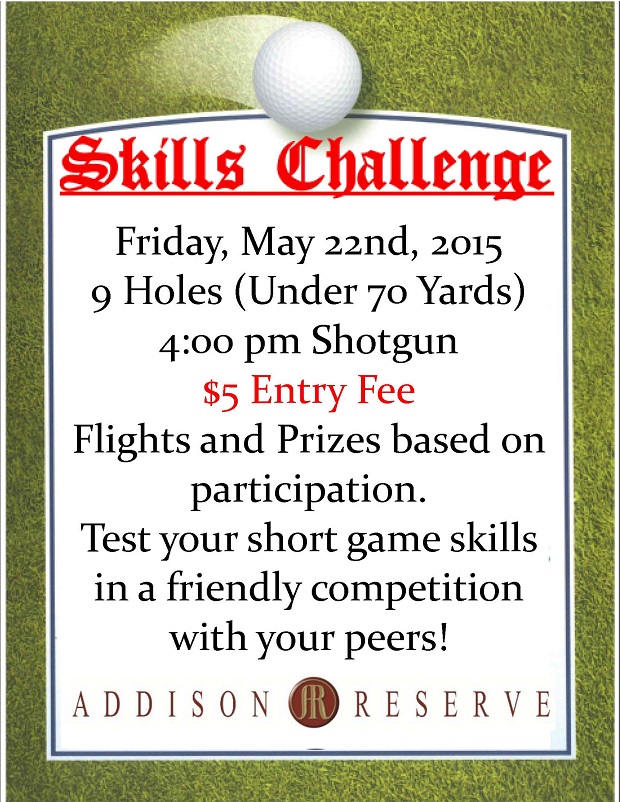 Skills Challenge
Friday, May 22nd, 2015
9 Holes (Under 70 Yards)
4:00 pm Shotgun
$5 Entry Fee
Flights and Prizes based on
participation.
Test your short game skills
in a friendly competition
with your peers!
ADDISON AR RESERVE